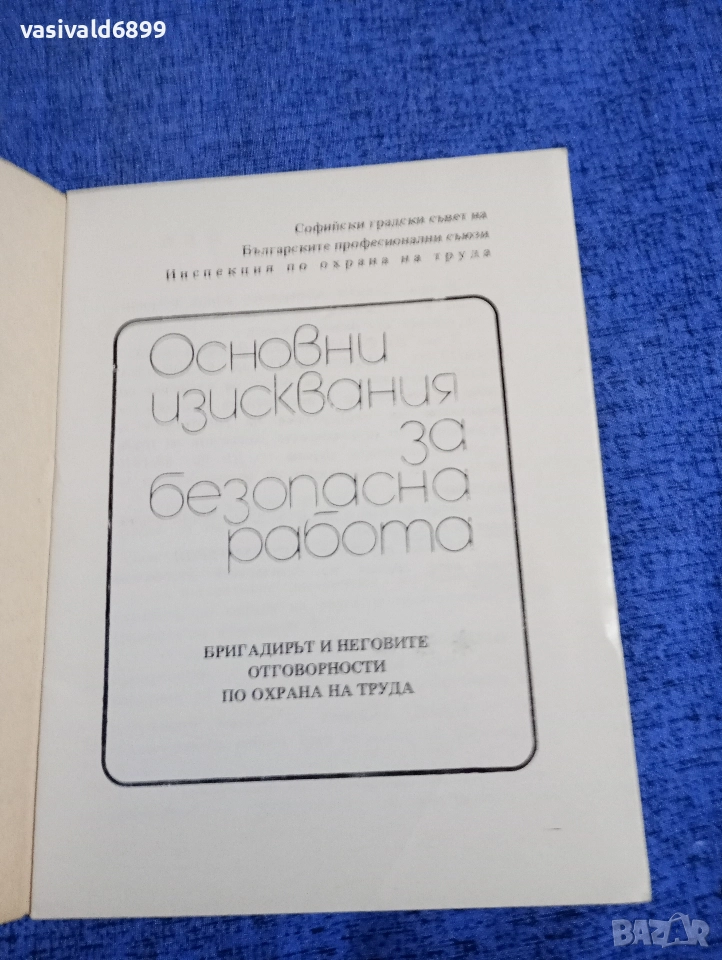 vasivald6899
Софийски градски съвет на
Българските професионални съюзи
Инспекция по охрана на труда
Основни
изисквания
за
безопасна
работа
БРИГАДИРЪТ И НЕГОВИТЕ
ОТГОВОРНОСТИ
ПО ОХРАНА НА ТРУДА
BAZAR